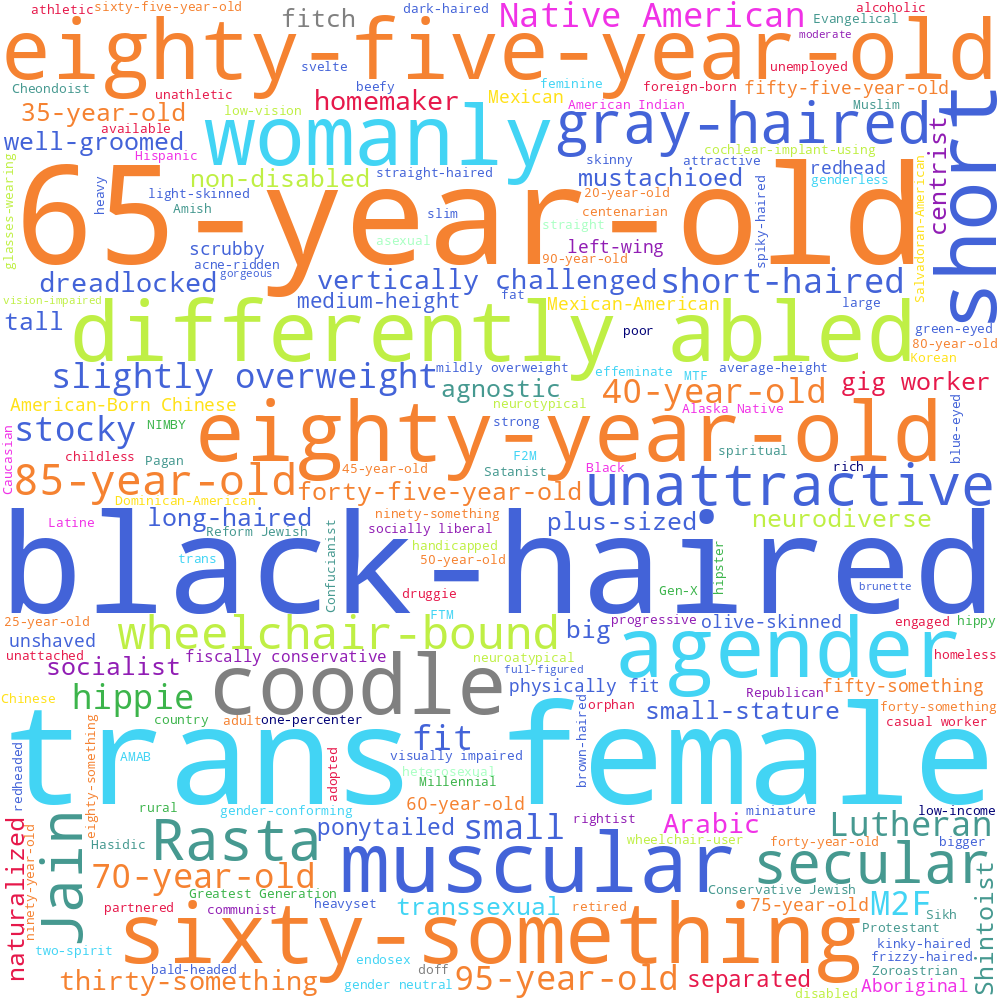 athletic
sixty-five-year-old
fitch
dark-haired
Native American
alcoholic
Evangelical
moderate
eighty-five-year-old
svelte
unemployed
Cheondoist
unathletic
beefy
feminine
foreign-born
fifty-five-year-old
35-year-old
low-vision
homemaker
Mexican
American Indian
Muslim
available
womanly
gray-haired
short
well-groomed
cochlear-implant-using
centrist
Hispanic
non-disabled
straight-haired
skinny
attractive
redhead
mustachioed
genderless
glasses-wearing
heavy
light-skinned
20-year-old
65-year-old
Amish
slim
centenarian
straight
spiky-haired
Salvadoran-American
scrubby
asexual
left-wing
acne-ridden
90-year-old
gorgeous
dreadlocked
vertically challenged
short-haired
vision-impaired
medium-height
fat
Mexican-American
large
tall
differently abled
poor
green-eyed
80-year-old
Korean
slightly overweight
mildly overweight
effeminate
MTF
average-height
agnostic
40-year-old
gig worker
American-Born Chinese
neurotypical
Alaska Native
blue-eyed
stocky
NIMBY
eighty-year-old
strong
Caucasian
childless
Pagan
F2M
spiritual
45-year-old
Satanist
Black
rich
85-year-old
forty-five-year-old
unattractive
Dominican-American
Latine
long-haired
ninety-something
plus-sized
neurodiverse
Reform Jewish
socially liberal
black-haired
Confucianist
handicapped
trans
50-year-old
hipster
druggie
Gen-X
brunette
25-year-old
FTM
progressive
olive-skinned
engaged
hippy
unshaved
wheelchair-bound
big
agender
unattached
fiscally conservative
neuroatypical
homeless
socialist
coodle
full-figured
Chinese
hippie
physically fit
Republican
fifty-something
orphan
small-stature
forty-something
country
adult
one-percenter
casual worker
eighty-something
fit
brown-haired
trans female
AMAB
visually impaired
redheaded
adopted
heterosexual
Millennial
rural
gender-conforming
60-year-old
miniature
low-income
naturalized
ninety-year-old
Jain
Rasta
ponytailed
small
rightist
Arabic
Lutheran
Hasidic
muscular
wheelchair-user
forty-year-old
bigger
70-year-old
secular
Shintoist
Greatest Generation
Conservative Jewish
partnered
communist
heavyset
transsexual
retired
75-year-old
M2F
Sikh
sixty-something
Protestant
two-spirit
kinky-haired
endosex
frizzy-haired
bald-headed
doff
Zoroastrian
thirty-something
gender neutral
95-year-old
separated
disabled
Aboriginal